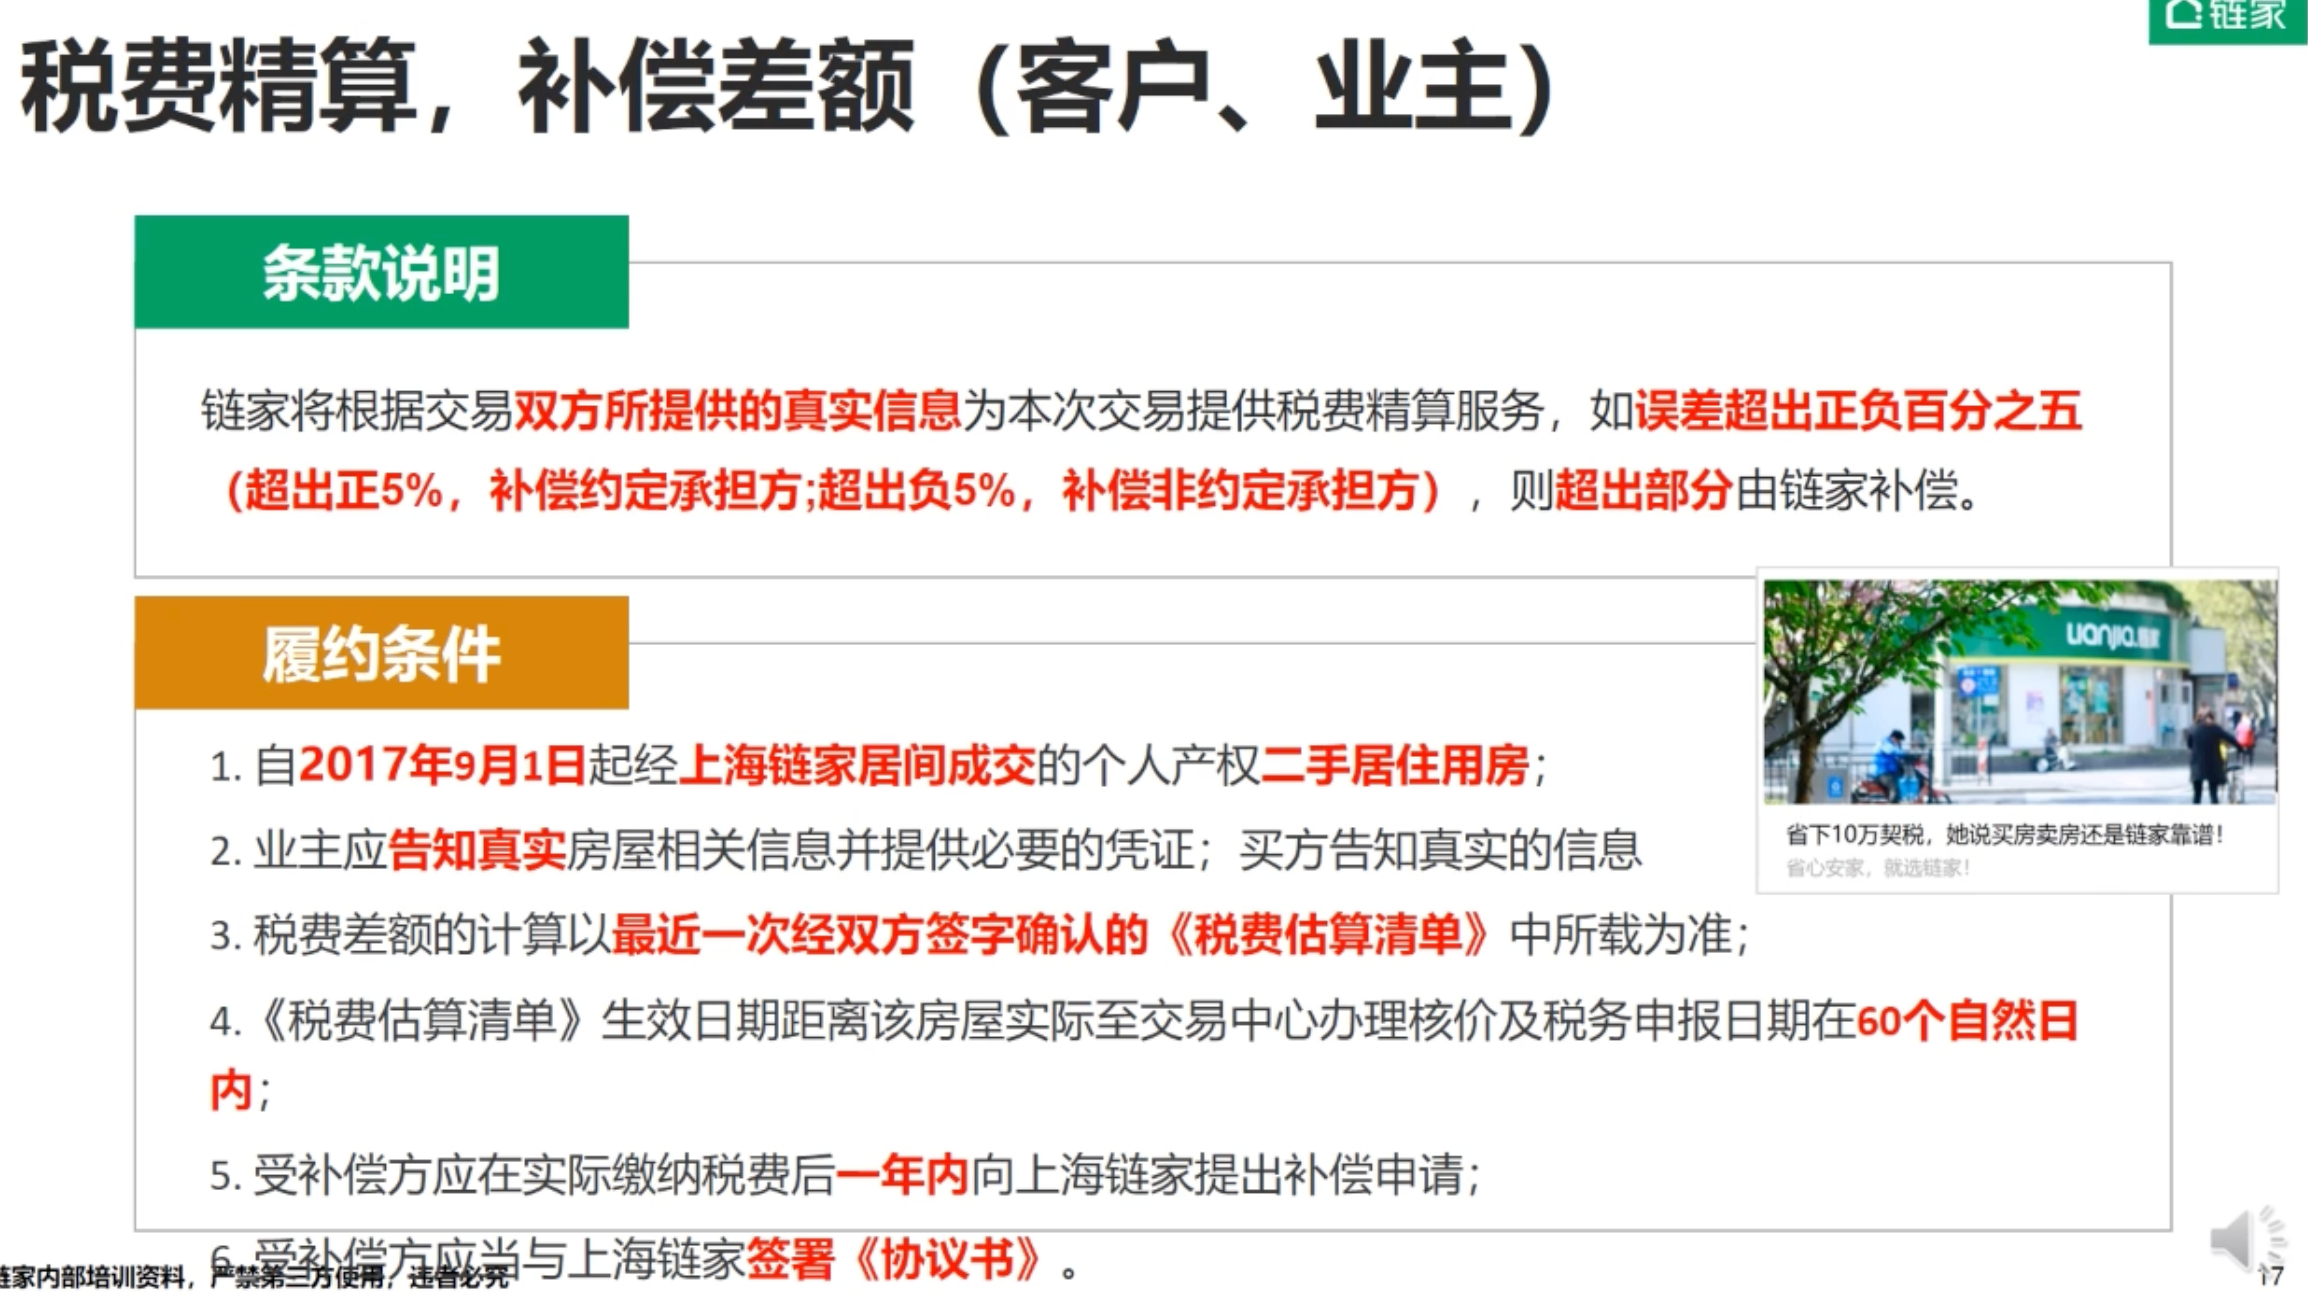 链家
税费精算，补偿差额（客户、业主）
条款说明
链家将根据交易双方所提供的真实信息为本次交易提供税费精算服务，如误差超出正负百分之五
（超出正5%，补偿约定承担方;超出负5%，补偿非约定承担方），则超出部分由链家补偿。
履约条件
1. 自2017年9月1日起经上海链家居间成交的个人产权二手居住用房；
2. 业主应告知真实房屋相关信息并提供必要的凭证；买方告知真实的信息
3. 税费差额的计算以最近一次经双方签字确认的《税费估算清单》中所载为准；
4.《税费估算清单》生效日期距离该房屋实际至交易中心办理核价及税务申报日期在60个自然日
内；
5. 受补偿方应在实际缴纳税费后一年内向上海链家提出补偿申请；
6. 受补偿方应当与上海链家签署《协议书》。
LIANJIA.链家
省下10万契税，她说买房卖房还是链家靠谱！
省心安家，就选链家！
链家内部培训资料，严禁第三方使用，违者必究
17